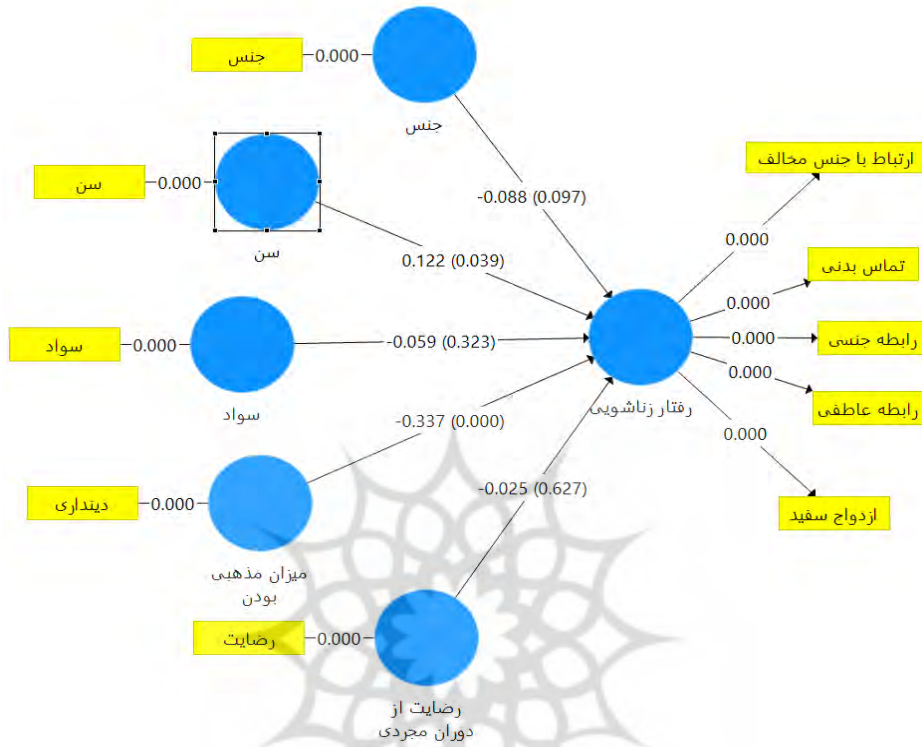 جنس
0.000
جنس
-0.088 (0.097)
ارتباط با جنس مخالف
سن
0.000
سن
0.122 (0.039)
0.000
تماس بدنی
0.000
سواد
0.000
سواد
-0.059 (0.323)
رفتار زناشویی
0.000
رابطه جنسی
0.000
رابطه عاطفی
-0.337 (0.000)
0.000
دینداری
0.000
میزان مذهبی
بودن
-0.025 (0.627)
ازدواج سفید
رضایت
0.000
رضایت از
دوران مجردی